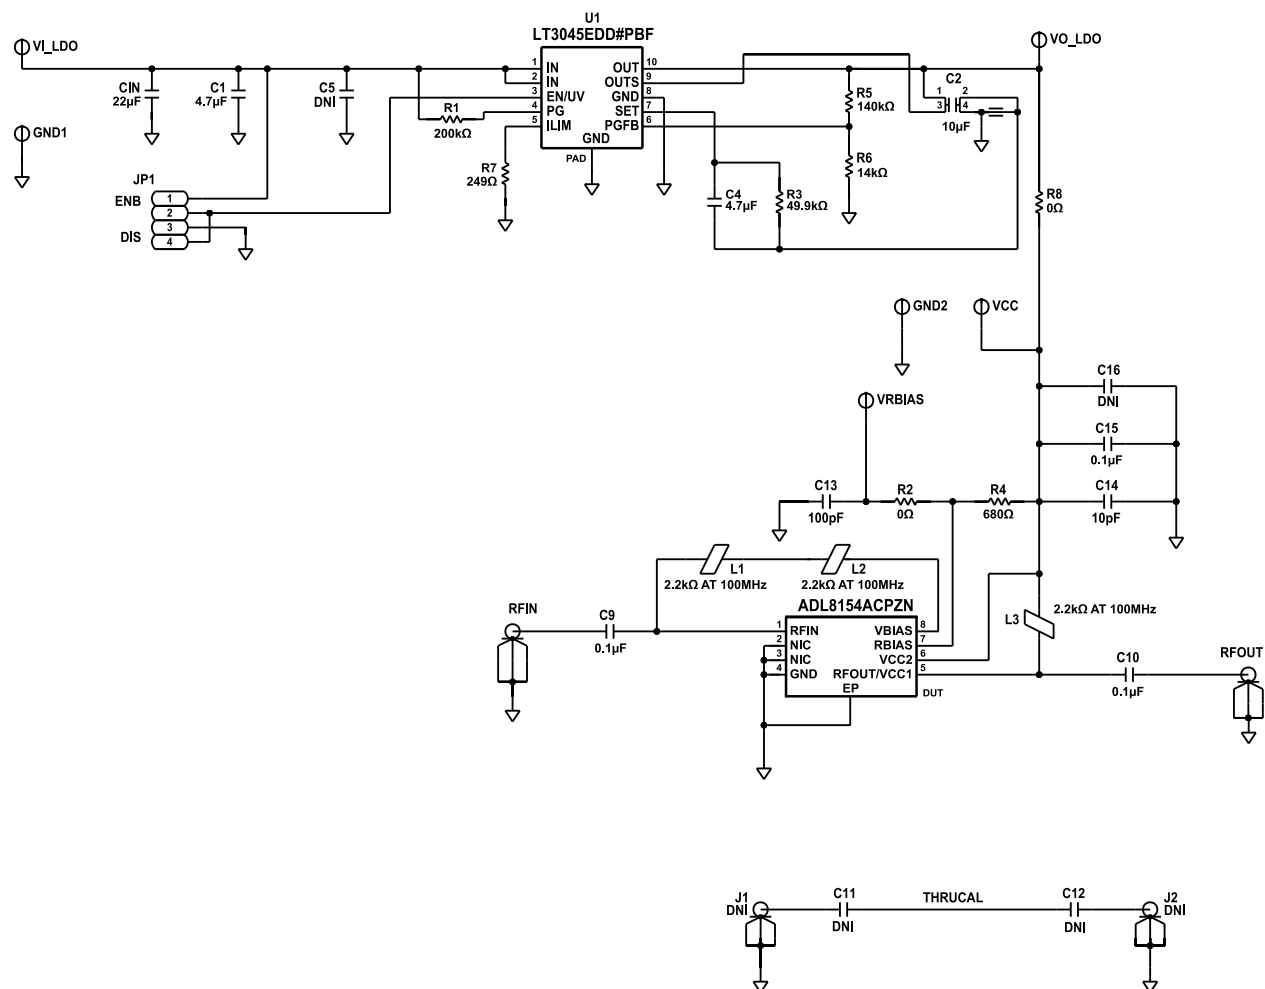 U1
LT3045EDD#PBF
VI_LDO
VO_LDO
CIN
22µF
C1
4.7µF
C5
DNI
1
2
3
4
5
IN
IN
EN/UV
PG
ILIM
OUT
OUTS
GND
SET
PGFB
GND
10
9
8
7
6
PAD
R1
200kΩ
R7
249Ω
R5
140kΩ
R6
14kΩ
C2
1
2
3
4
10µF
GND1
JP1
ENB
DIS
1
2
3
4
C4
4.7µF
R3
49.9kΩ
R8
0Ω
GND2
VCC
VRBIAS
C16
DNI
C15
0.1µF
C14
10pF
C13
100pF
R2
0Ω
R4
680Ω
L1
2.2kΩ AT 100MHz
L2
2.2kΩ AT 100MHz
ADL8154ACPZN
RFIN
C9
0.1µF
1
2
3
4
RFIN
NIC
NIC
GND
VBIAS
RBIAS
VCC2
RFOUT/VCC1
EP
8
7
6
5
DUT
L3
2.2kΩ AT 100MHz
C10
0.1µF
RFOUT
J1
DNI
C11
DNI
THRUCAL
C12
DNI
J2
DNI